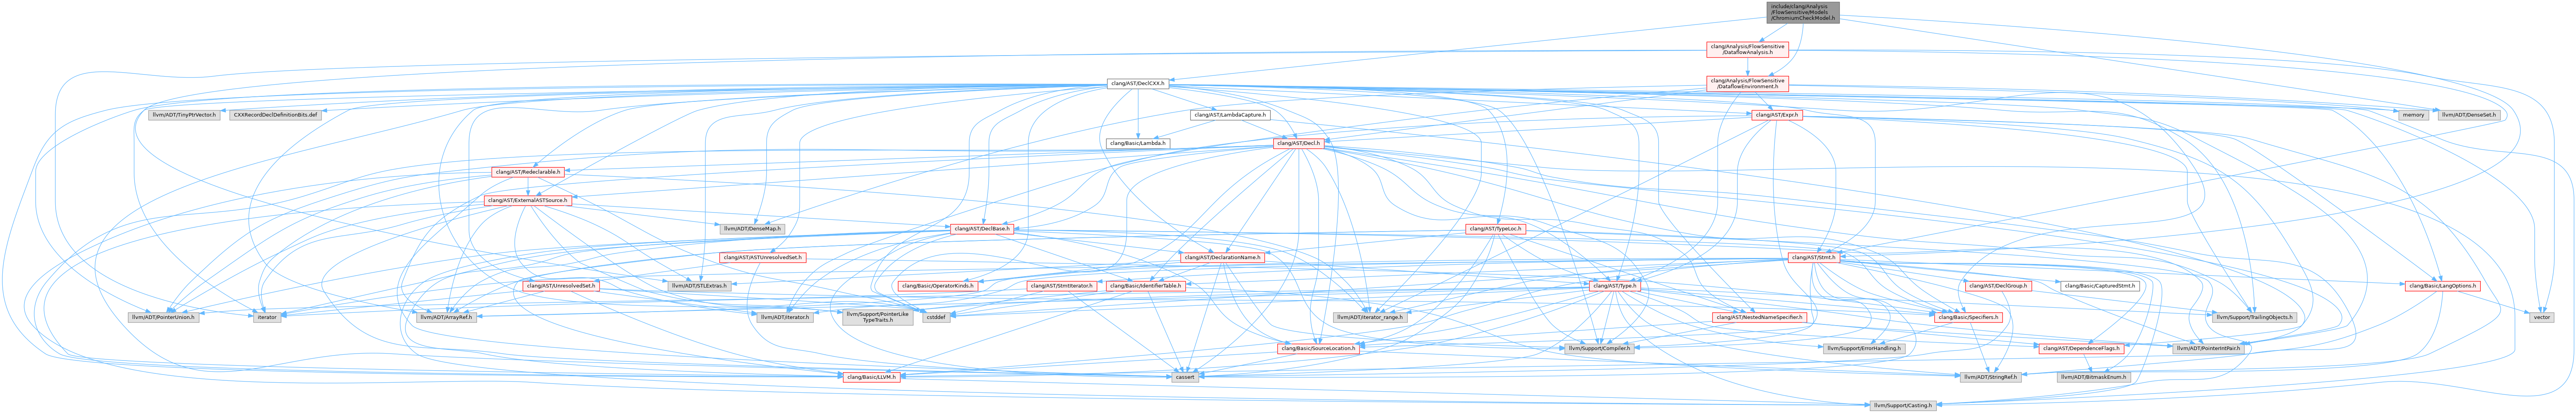 include/clang/Analysis
/FlowSensitive/Models
/ChromiumCheckModel.h
clang/Analysis/FlowSensitive
/DataflowAnalysis.h
clang/AST/DeclCXX.h
clang/Analysis/FlowSensitive
/DataflowEnvironment.h
llvm/ADT/TinyPtrVector.h
CXXRecordDeclDefinitionBits.def
clang/AST/LambdaCapture.h
clang/AST/Expr.h
memory
llvm/ADT/DenseSet.h
clang/Basic/Lambda.h
clang/AST/Decl.h
clang/AST/Redeclarable.h
clang/AST/ExternalASTSource.h
llvm/ADT/DenseMap.h
clang/AST/DeclBase.h
clang/AST/TypeLoc.h
clang/AST/ASTUnresolvedSet.h
clang/AST/DeclarationName.h
clang/AST/Stmt.h
clang/AST/UnresolvedSet.h
llvm/ADT/STLExtras.h
clang/Basic/OperatorKinds.h
clang/AST/StmtIterator.h
clang/Basic/IdentifierTable.h
clang/AST/Type.h
clang/AST/DeclGroup.h
clang/Basic/CapturedStmt.h
clang/Basic/LangOptions.h
llvm/ADT/PointerUnion.h
iterator
llvm/ADT/ArrayRef.h
llvm/ADT/iterator.h
llvm/Support/PointerLike
TypeTraits.h
cstddef
llvm/ADT/iterator_range.h
clang/AST/NestedNameSpecifier.h
clang/Basic/Specifiers.h
llvm/Support/TrailingObjects.h
vector
clang/Basic/SourceLocation.h
llvm/Support/Compiler.h
llvm/Support/ErrorHandling.h
clang/AST/DependenceFlags.h
llvm/ADT/PointerIntPair.h
clang/Basic/LLVM.h
cassert
llvm/ADT/StringRef.h
llvm/ADT/BitmaskEnum.h
llvm/Support/Casting.h